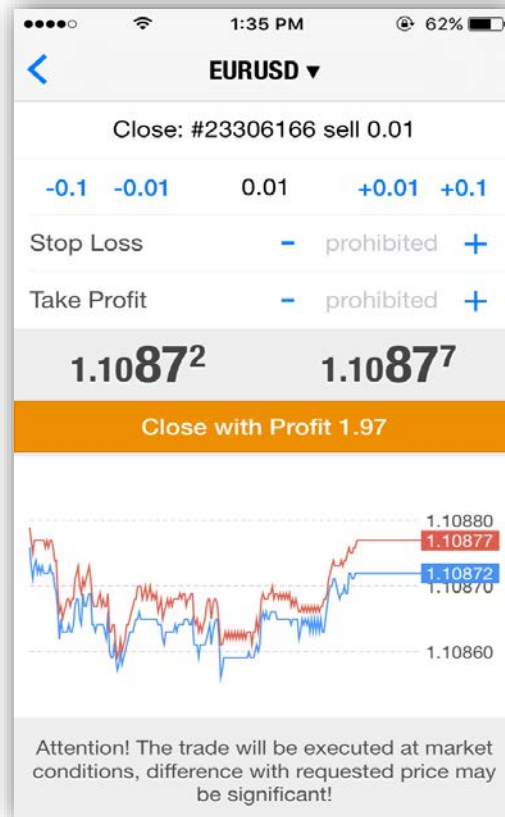 1:35 PM 62%
EURUSD ▼
Close: #23306166 sell 0.01
-0.1 -0.01 0.01 +0.01 +0.1
Stop Loss - prohibited +
Take Profit - prohibited +
1.10872 1.10877
Close with Profit 1.97
1.10880
1.10877
1.10872
1.10870
1.10860
Attention! The trade will be executed at market
conditions, difference with requested price may
be significant!